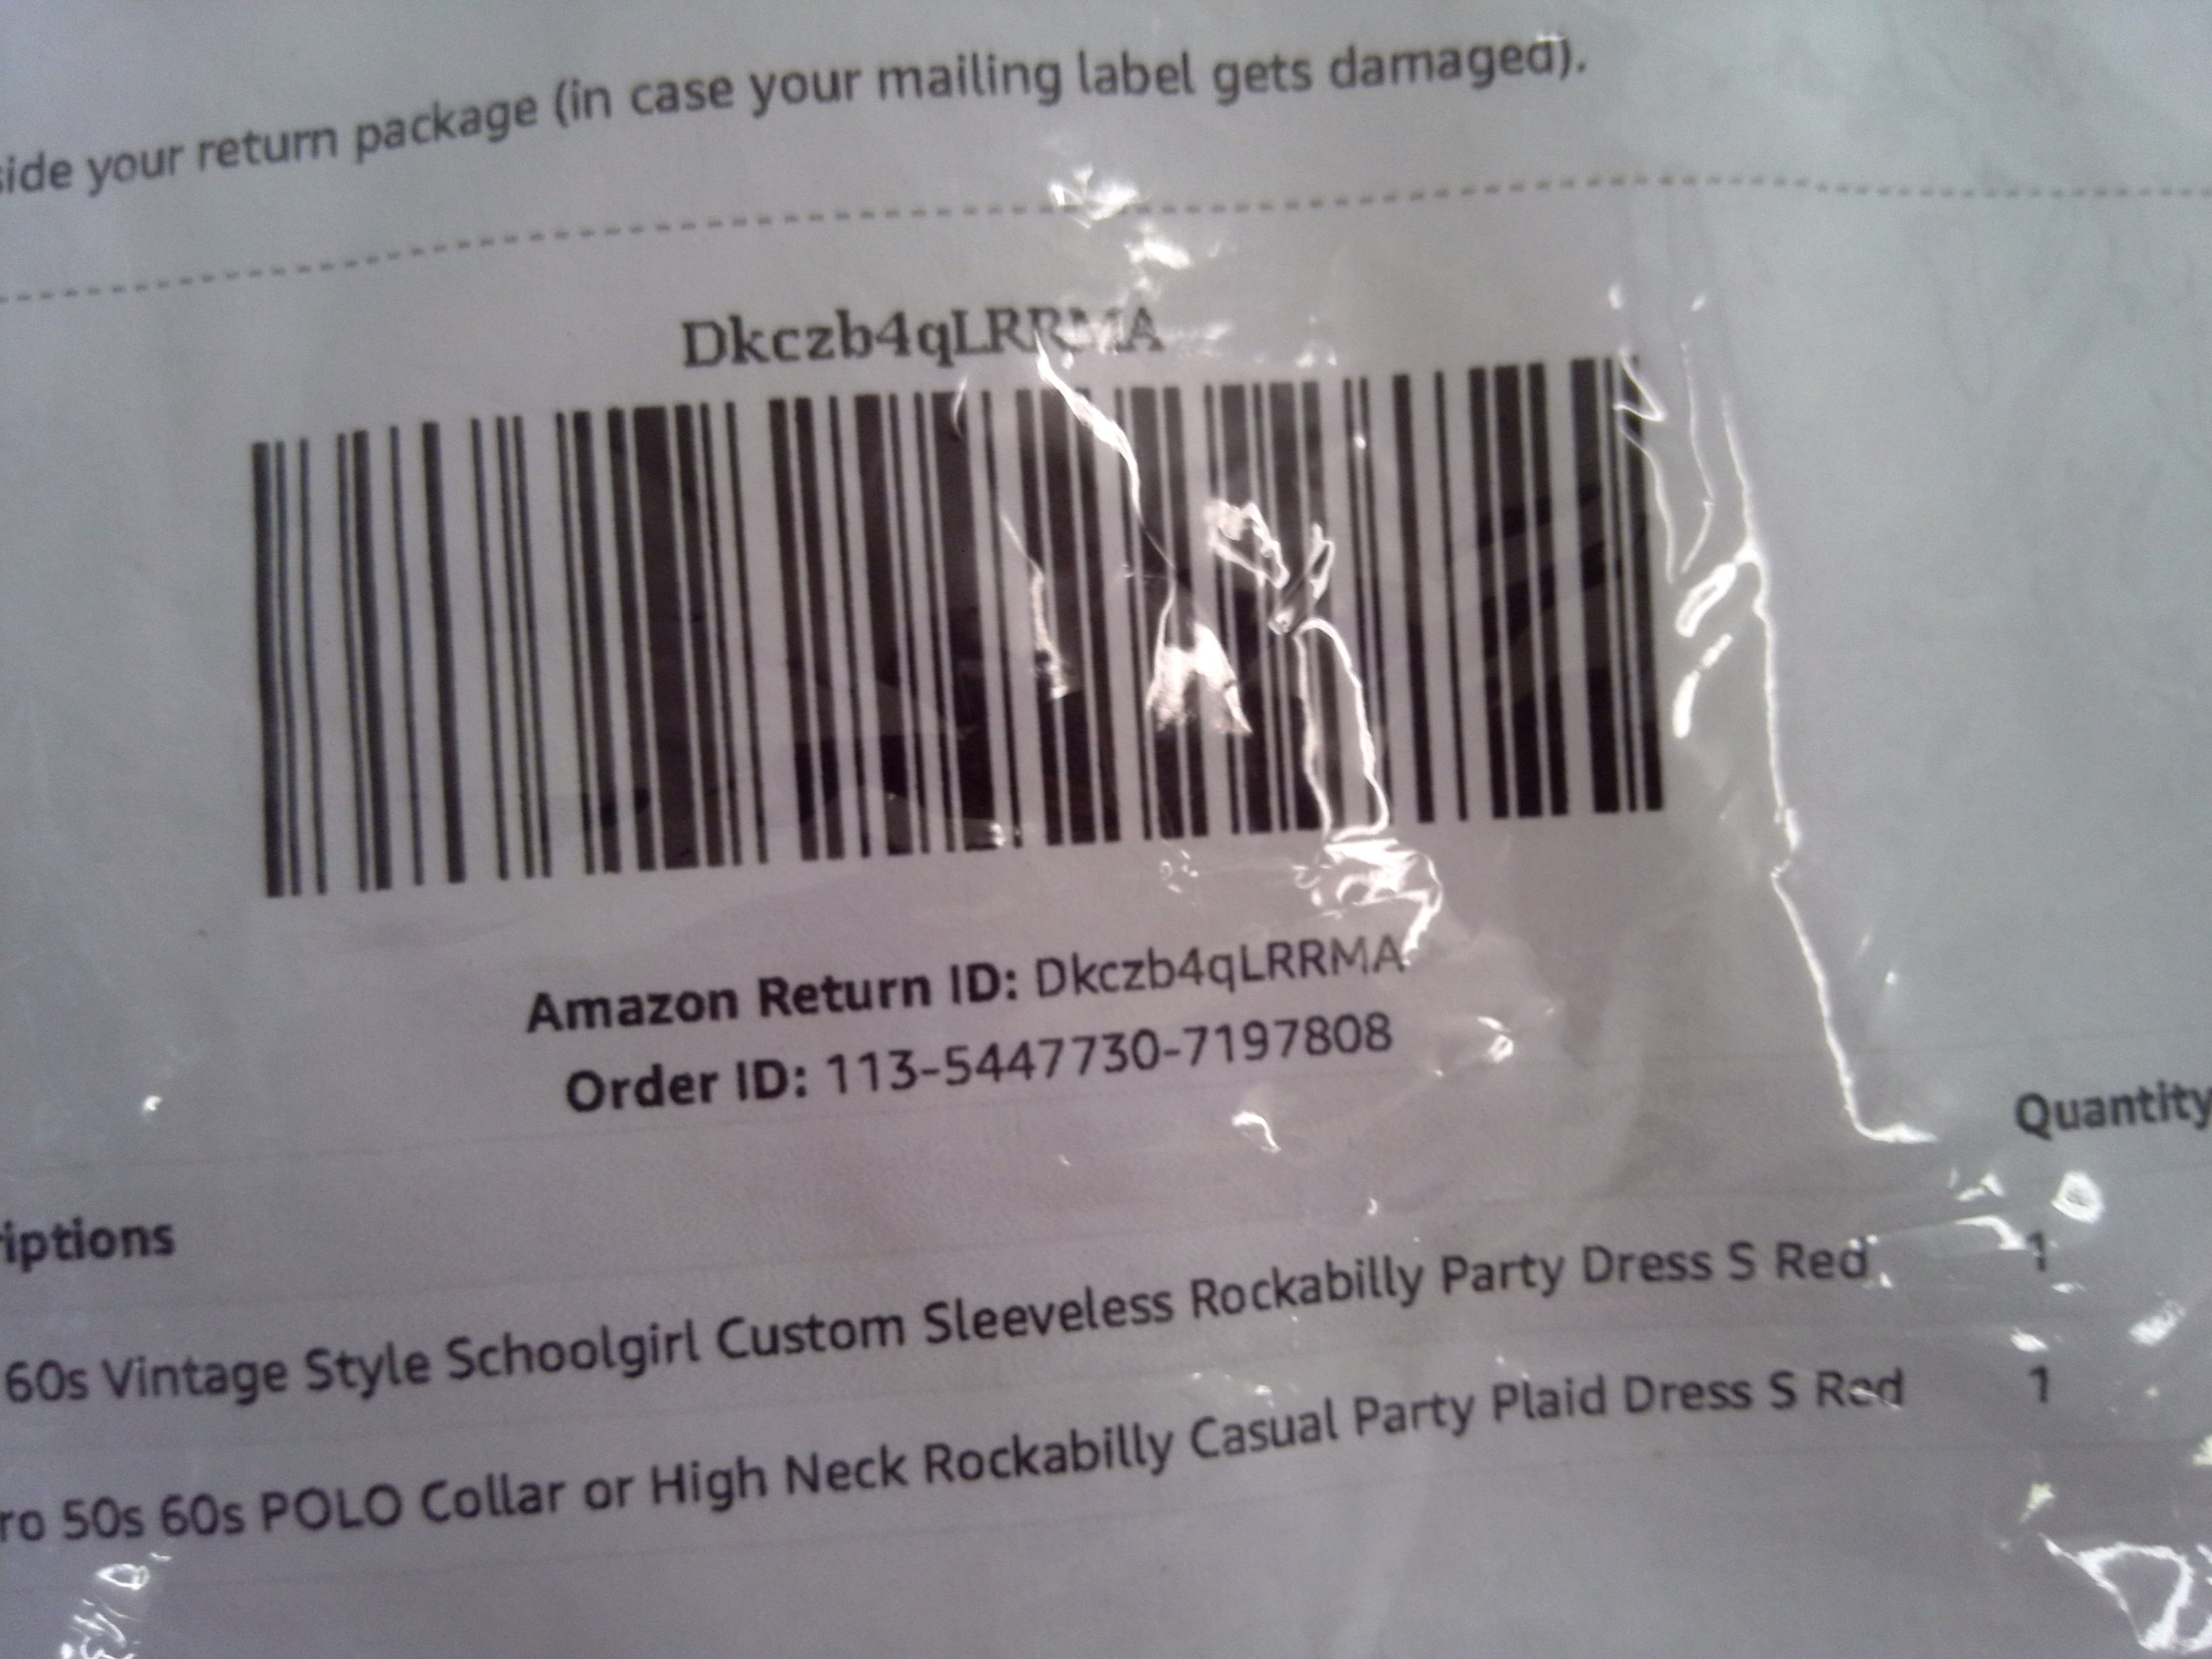 side your return package (in case your mailing label gets damaged).
Dkczb4qLRRMA
Amazon Return ID: Dkczb4qLRRMA
Order ID: 113-5447730-7197808
Quantity
riptions
60s Vintage Style Schoolgirl Custom Sleeveless Rockabilly Party Dress S Red 1
ro 50s 60s POLO Collar or High Neck Rockabilly Casual Party Plaid Dress S Red 1